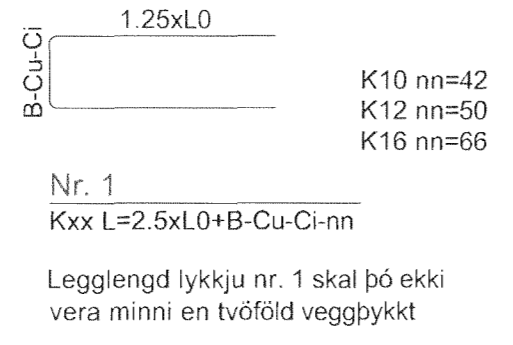 1.25xL0
B-Cu-Ci
K10 nn=42
K12 nn=50
K16 nn=66
Nr. 1
Kxx L=2.5xL0+B-Cu-Ci-nn
Legglengd lykkju nr. 1 skal þó ekki
vera minni en tvöföld veggþykkt